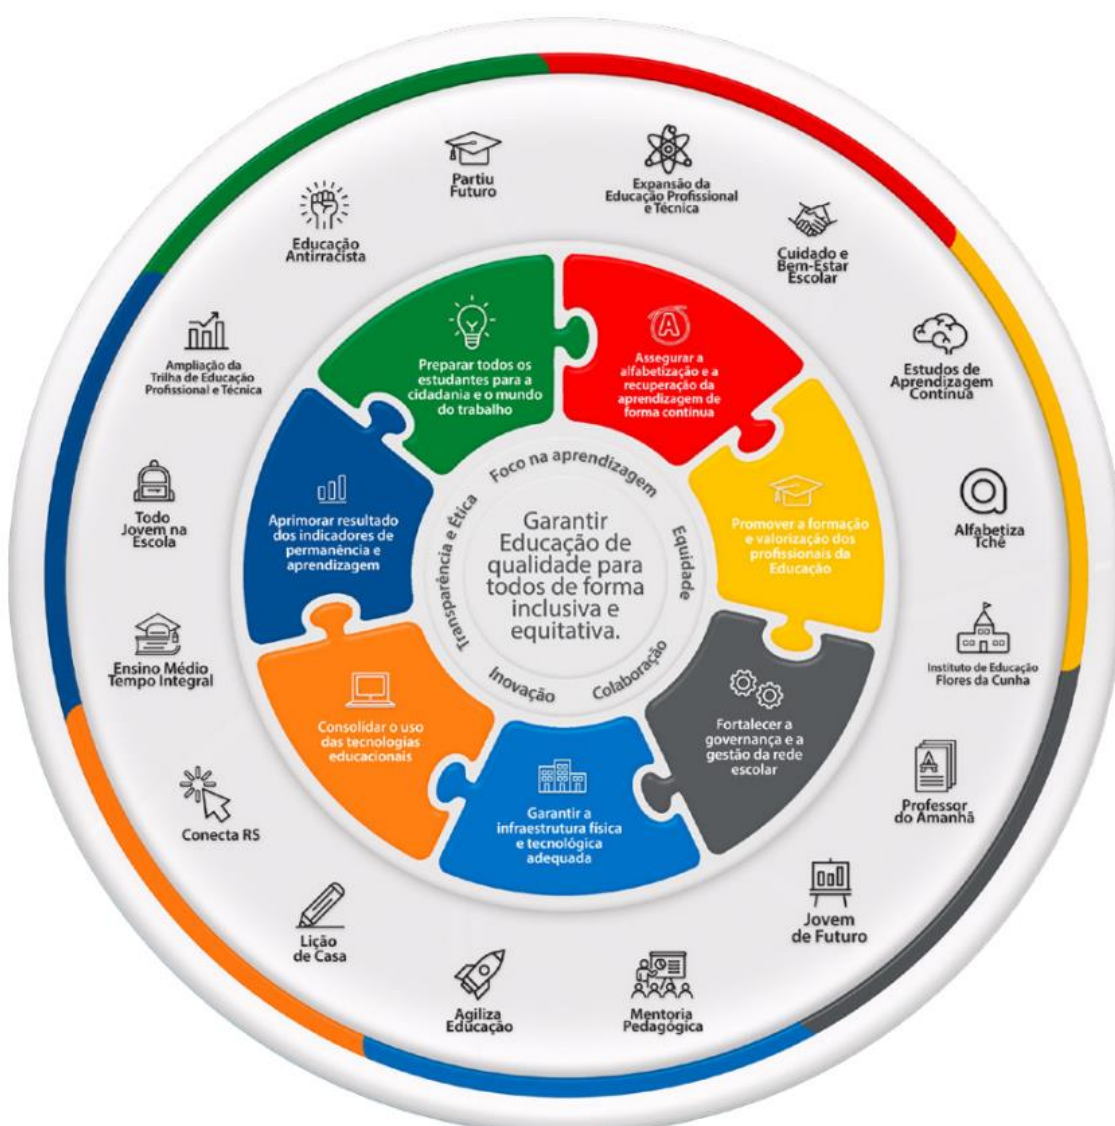 Partiu
Futuro
Expansão da
Educação Profissional
e Técnica
Cuidado e
Bem-Estar
Escolar
Estudos de
Aprendizagem
Contínua
Alfabetiza
Tchê
Instituto de Educação
Flores da Cunha
A
Professor
do Amanhã
Jovem
de Futuro
Mentoria
Pedagógica
Agiliza
Educação
Lição
de Casa
Conecta RS
Ensino Médio
Tempo Integral
Todo
Jovem na
Escola
Ampliação da
Trilha de Educação
Profissional e Técnica
Educação
Antirracista
Preparar todos os
estudantes para a
cidadania e o mundo
do trabalho
A
Assegurar a
alfabetização e a
recuperação da
aprendizagem de
forma contínua
Promover a formação
e valorização dos
profissionais da
Educação
Fortalecer a
governança e a
gestão da rede
escolar
Garantir a
infraestrutura física
e tecnológica
adequada
Consolidar o uso
das tecnologias
educacionais
Aprimorar resultado
dos indicadores de
permanência e
aprendizagem
Foco na aprendizagem
Equidade
Colaboração
Inovação
Transparência e Ética
Garantir
Educação de
qualidade para
todos de forma
inclusiva e
equitativa.